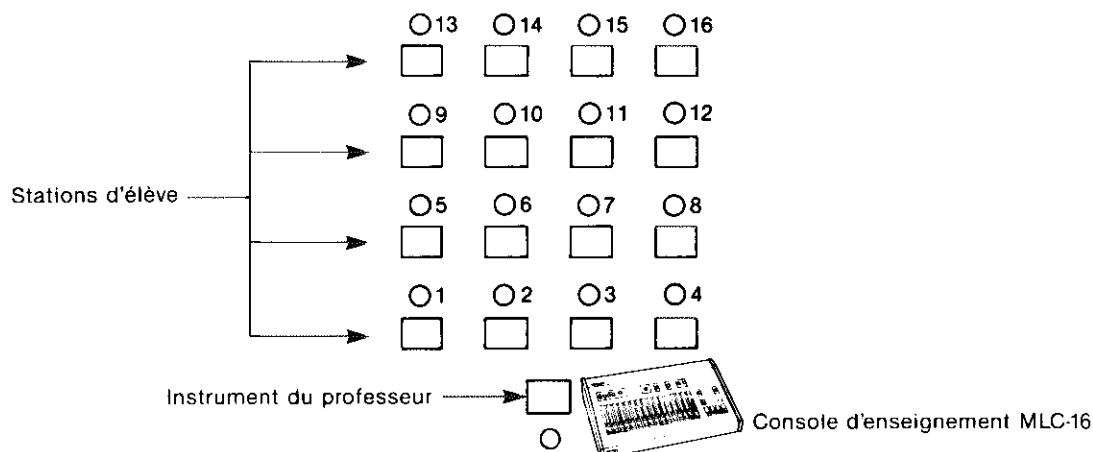 13 14 15 16
9 10 11 12
Stations d'élève
5 6 7 8
1 2 3 4
Instrument du professeur
Console d'enseignement MLC-16